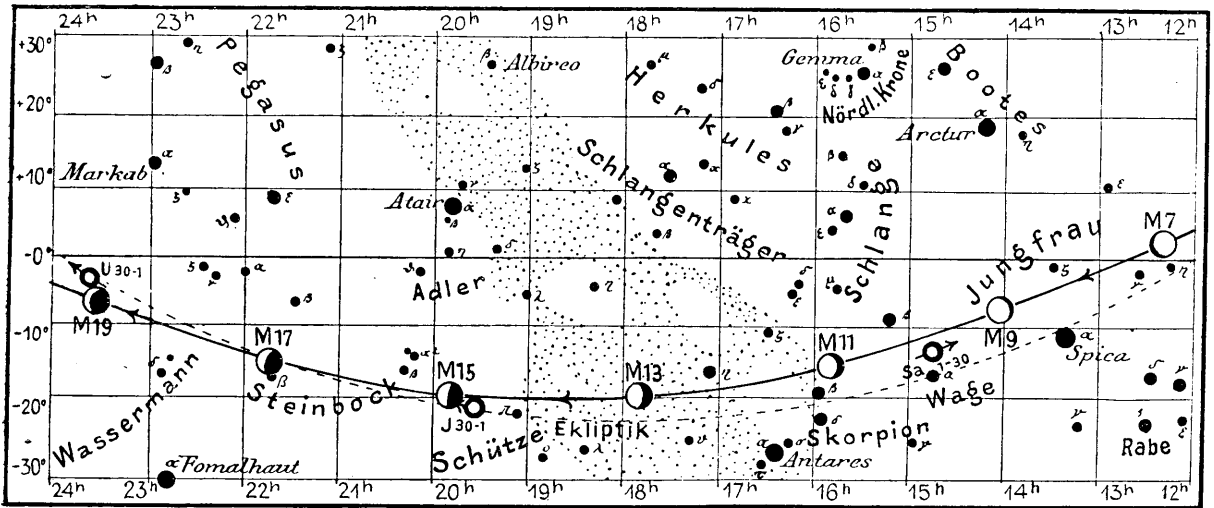 24h 23h 22h 21h 20h 19h 18h 17h 16h 15h 14h 13h 12h
+30°
+20°
+10°
-0°
-10°
-20°
-30°
Pegasus
Albireo
Herkules
Gemma
Nördl. Krone
Bootes
Arctur
Markab
Atair
Schlangenträger
Schlange
Jungfrau
M7
U 30-1
M19
Adler
M17
M15
M13
M11
M9
Sa 1-30
Spica
Wassermann
Steinbock
J 30-1
Schütze
Ekliptik
Skorpion
Wage
Rabe
α Fomalhaut
Antares
24h 23h 22h 21h 20h 19h 18h 17h 16h 15h 14h 13h 12h